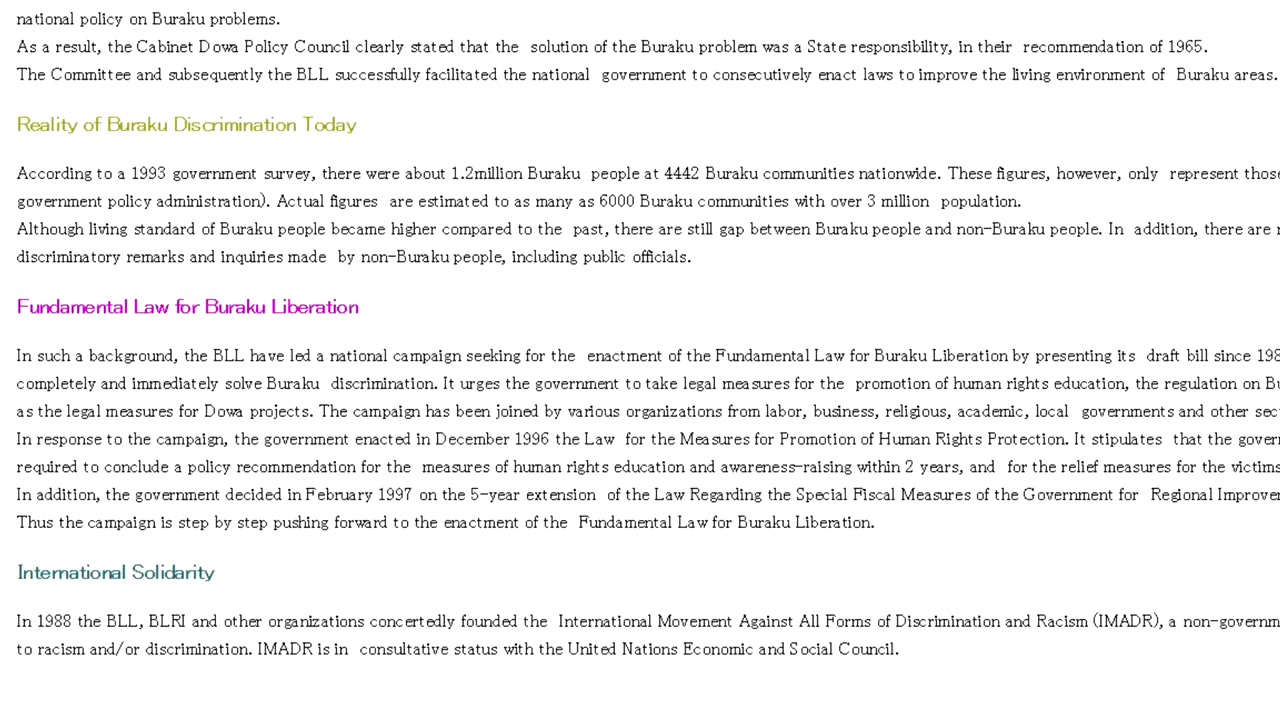 national policy on Buraku problems.
As a result, the Cabinet Dowa Policy Council clearly stated that the solution of the Buraku problem was a State responsibility, in their recommendation of 1965.
The Committee and subsequently the BLL successfully facilitated the national government to consecutively enact laws to improve the living environment of Buraku areas.
Reality of Buraku Discrimination Today
According to a 1993 government survey, there were about 1.2million Buraku people at 4442 Buraku communities nationwide. These figures, however, only represent those
government policy administration). Actual figures are estimated to as many as 6000 Buraku communities with over 3 million population.
Although living standard of Buraku people became higher compared to the past, there are still gap between Buraku people and non-Buraku people. In addition, there are
discriminatory remarks and inquiries made by non-Buraku people, including public officials.
Fundamental Law for Buraku Liberation
In such a background, the BLL have led a national campaign seeking for the enactment of the Fundamental Law for Buraku Liberation by presenting its draft bill since
completely and immediately solve Buraku discrimination. It urges the government to take legal measures for the promotion of human rights education, the regulation on
as the legal measures for Dowa projects. The campaign has been joined by various organizations from labor, business, religious, academic, local governments and other
In response to the campaign, the government enacted in December 1996 the Law for the Measures for Promotion of Human Rights Protection. It stipulates that the
required to conclude a policy recommendation for the measures of human rights education and awareness-raising within 2 years, and for the relief measures for the victims
In addition, the government decided in February 1997 on the 5-year extension of the Law Regarding the Special Fiscal Measures of the Government for Regional
Thus the campaign is step by step pushing forward to the enactment of the Fundamental Law for Buraku Liberation.
International Solidarity
In 1988 the BLL, BLRI and other organizations concertedly founded the International Movement Against All Forms of Discrimination and Racism (IMADR), a
to racism and/or discrimination. IMADR is in consultative status with the United Nations Economic and Social Council.